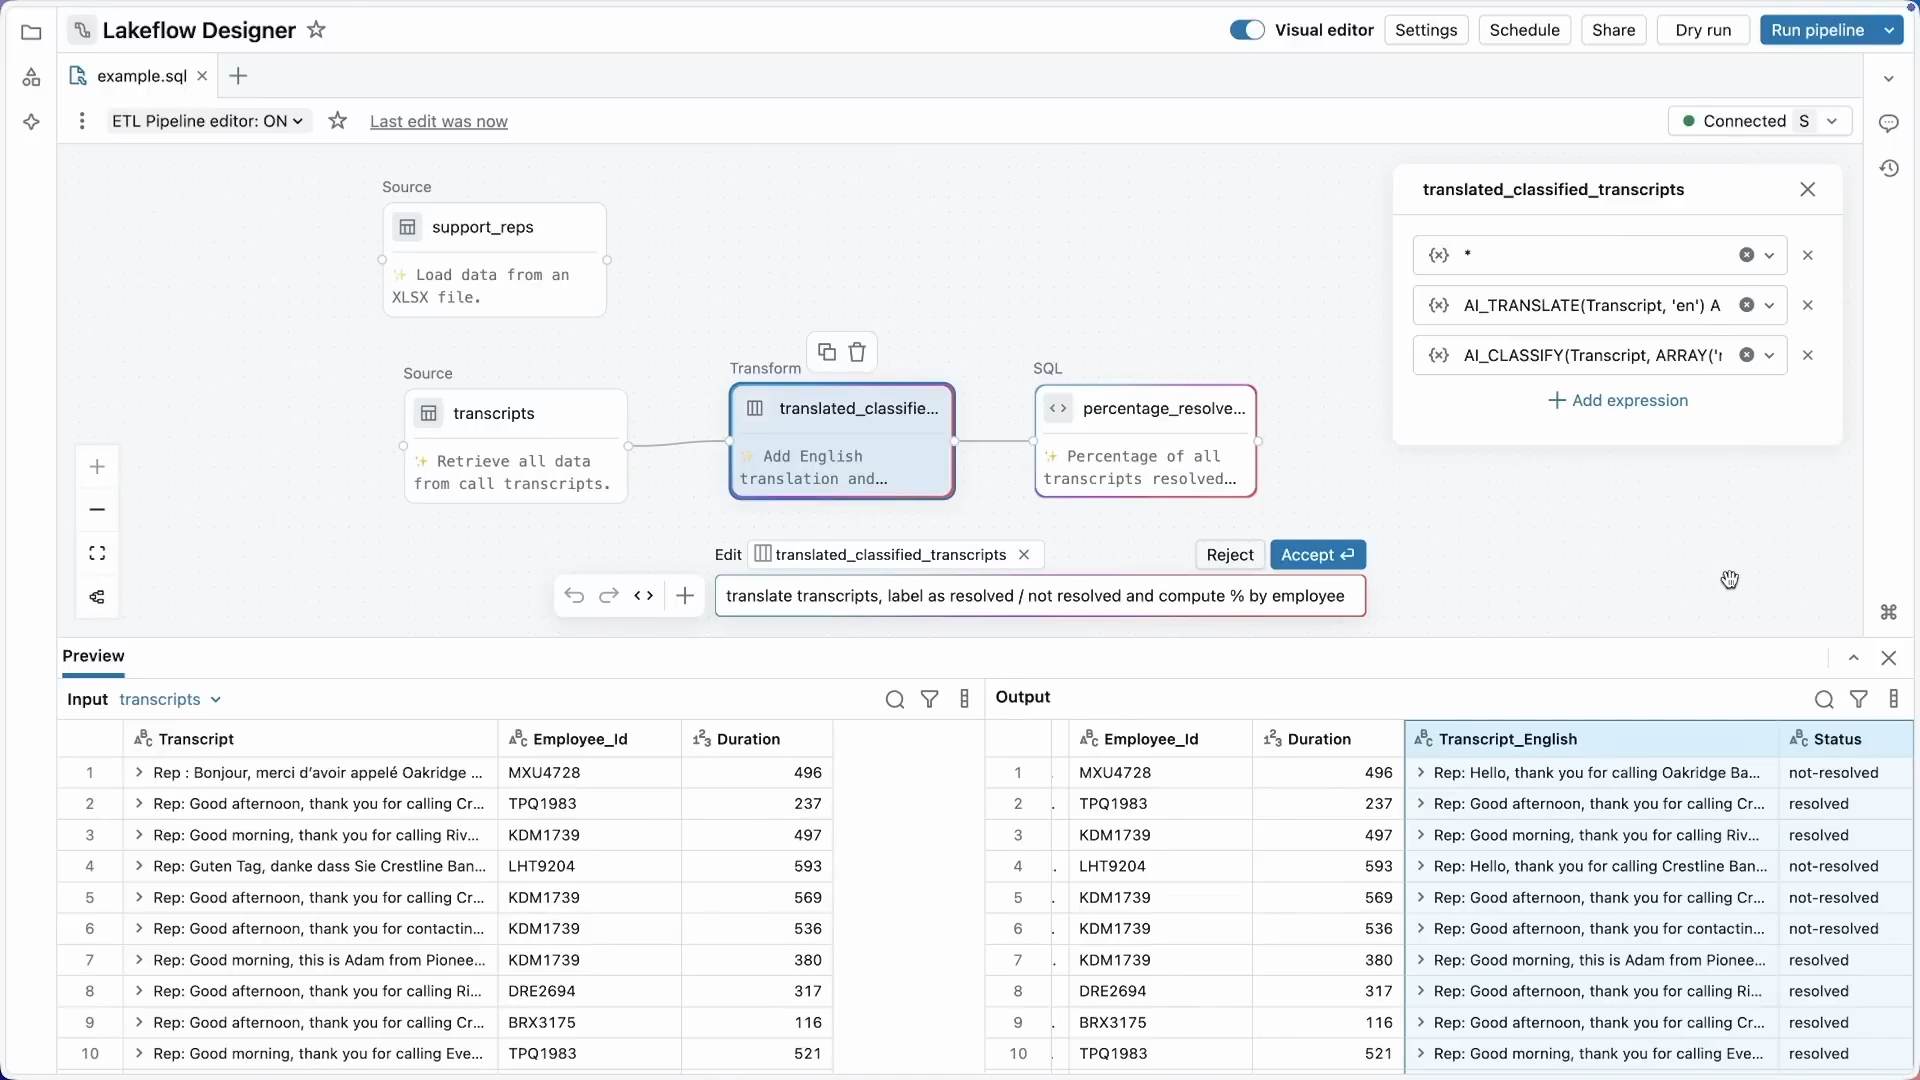 Lakeflow Designer
Visual editor
Settings
Schedule
Share
Dry run
Run pipeline
example.sql
ETL Pipeline editor: ON
Last edit was now
Connected S
Source
support_reps
Load data from an
XLSX file.
Source
transcripts
Retrieve all data
from call transcripts.
Transform
translated_classifie...
Add English
translation and...
SQL
percentage_resolve...
Percentage of all
transcripts resolved...
translated_classified_transcripts
{x} *
{x} AI_TRANSLATE(Transcript, 'en') A
{x} AI_CLASSIFY(Transcript, ARRAY('
Add expression
Edit translated_classified_transcripts
Reject
Accept
translate transcripts, label as resolved / not resolved and compute % by employee
Preview
Input transcripts
Transcript Employee_Id Duration
1 Rep : Bonjour, merci d’avoir appelé Oakridge ... MXU4728 496
2 Rep: Good afternoon, thank you for calling Cr... TPQ1983 237
3 Rep: Good morning, thank you for calling Riv... KDM1739 497
4 Rep: Guten Tag, danke dass Sie Crestline Ban... LHT9204 593
5 Rep: Good afternoon, thank you for calling Cr... KDM1739 569
6 Rep: Good afternoon, thank you for contactin... KDM1739 536
7 Rep: Good morning, this is Adam from Pionee... KDM1739 380
8 Rep: Good afternoon, thank you for calling Ri... DRE2694 317
9 Rep: Good afternoon, thank you for calling Cr... BRX3175 116
10 Rep: Good morning, thank you for calling Eve... TPQ1983 521
Output
Employee_Id Duration Transcript_English Status
1 MXU4728 496 Rep: Hello, thank you for calling Oakridge Ba... not-resolved
2 TPQ1983 237 Rep: Good afternoon, thank you for calling Cr... resolved
3 KDM1739 497 Rep: Good morning, thank you for calling Riv... resolved
4 LHT9204 593 Rep: Hello, thank you for calling Crestline Ban... not-resolved
5 KDM1739 569 Rep: Good afternoon, thank you for calling Cr... not-resolved
6 KDM1739 536 Rep: Good afternoon, thank you for contactin... not-resolved
7 KDM1739 380 Rep: Good morning, this is Adam from Pionee... resolved
8 DRE2694 317 Rep: Good afternoon, thank you for calling Ri... resolved
9 BRX3175 116 Rep: Good afternoon, thank you for calling Cr... resolved
10 TPQ1983 521 Rep: Good morning, thank you for calling Eve... resolved